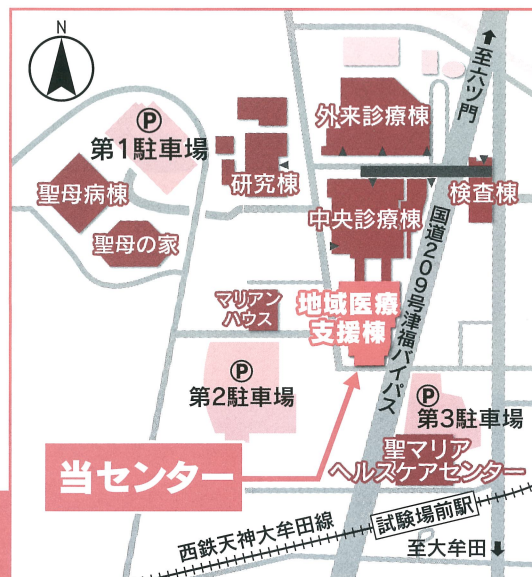 N
至六ツ門
外来診療棟
P
第1駐車場
研究棟
検査棟
聖母病棟
中央診療棟
聖母の家
国道209号津福バイパス
マリアン
ハウス
地域医療
支援棟
P
第2駐車場
P
第3駐車場
聖マリア
ヘルスケアセンター
当センター
試験場前駅
西鉄天神大牟田線
至大牟田